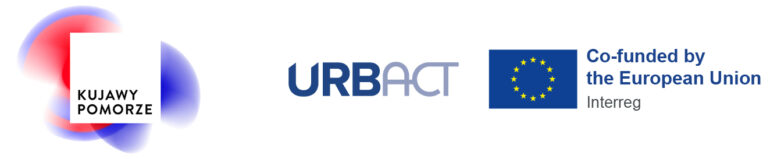 KUJAWY
POMORZE
URBACT
Co-funded by
the European Union
Interreg